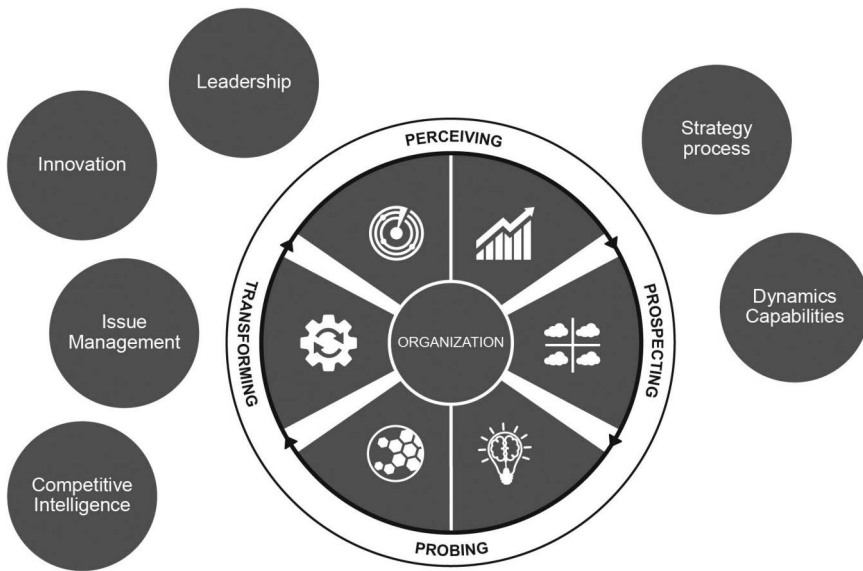 Leadership
Innovation
Issue
Management
Competitive
Intelligence
PERCEIVING
TRANSFORMING
ORGANIZATION
PROSPECTING
PROBING
Strategy
process
Dynamics
Capabilities